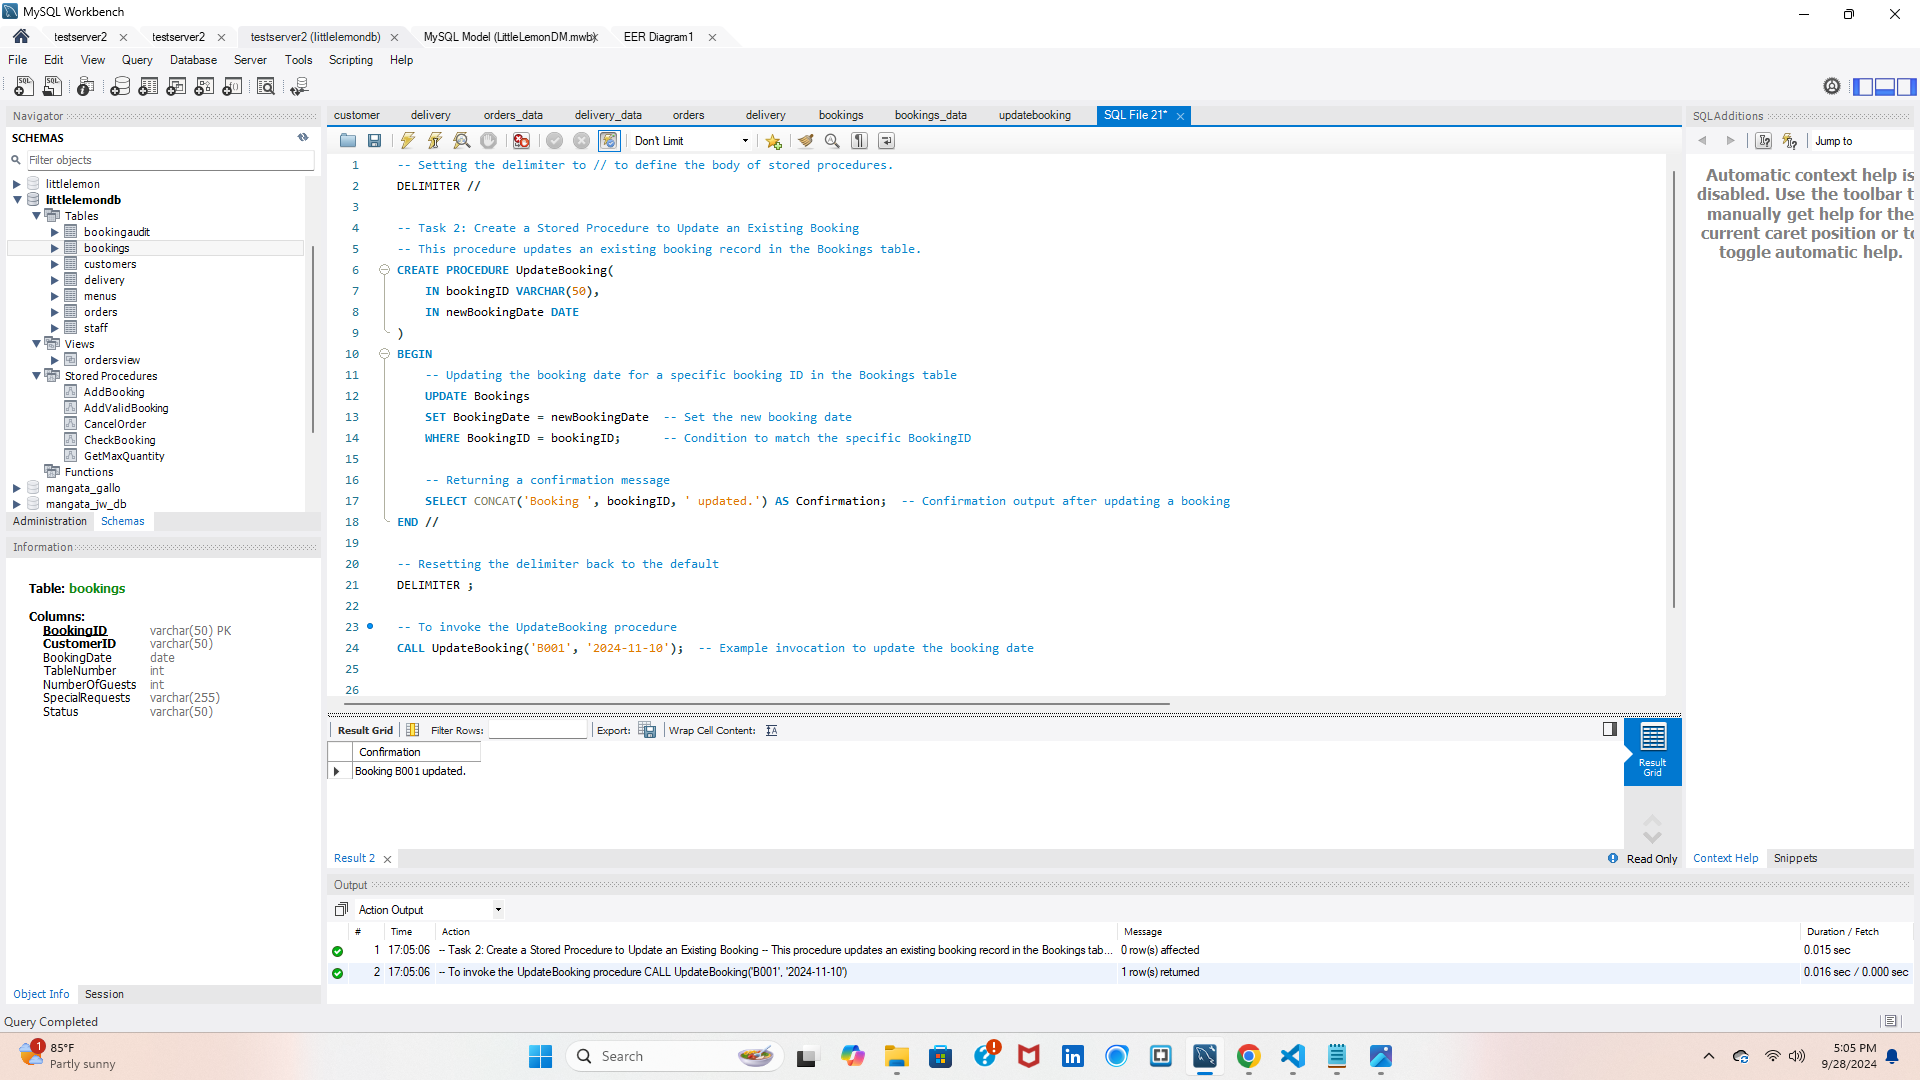 MySQL Workbench
testserver2
testserver2
testserver2 (littlelemondb)
MySQL Model (LittleLemonDM.mwb)
EER Diagram1
File Edit View Query Database Server Tools Scripting Help
Navigator
SCHEMAS
Filter objects
littlelemon
littlelemondb
Tables
bookingaudit
bookings
customers
delivery
menus
orders
staff
Views
ordersview
Stored Procedures
AddBooking
AddValidBooking
CancelOrder
CheckBooking
GetMaxQuantity
Functions
mangata_gallo
mangata_jw_db
Administration Schemas
Information
Table: bookings
Columns:
BookingID varchar(50) PK
CustomerID varchar(50)
BookingDate date
TableNumber int
NumberOfGuests int
SpecialRequests varchar(255)
Status varchar(50)
Object Info Session
Query Completed
customer delivery orders_data delivery_data orders delivery bookings bookings_data updatebooking SQL File 21*
Don't Limit
1 -- Setting the delimiter to // to define the body of stored procedures.
2 DELIMITER //
3
4 -- Task 2: Create a Stored Procedure to Update an Existing Booking
5 -- This procedure updates an existing booking record in the Bookings table.
6 CREATE PROCEDURE UpdateBooking(
7 IN bookingID VARCHAR(50),
8 IN newBookingDate DATE
9 )
10 BEGIN
11 -- Updating the booking date for a specific booking ID in the Bookings table
12 UPDATE Bookings
13 SET BookingDate = newBookingDate -- Set the new booking date
14 WHERE BookingID = bookingID; -- Condition to match the specific BookingID
15
16 -- Returning a confirmation message
17 SELECT CONCAT('Booking ', bookingID, ' updated.') AS Confirmation; -- Confirmation output after updating a booking
18 END //
19
20 -- Resetting the delimiter back to the default
21 DELIMITER ;
22
23 -- To invoke the UpdateBooking procedure
24 CALL UpdateBooking('B001', '2024-11-10'); -- Example invocation to update the booking date
25
26
Result Grid Filter Rows: Export: Wrap Cell Content:
Confirmation
Booking B001 updated.
Result Grid
Result 2
Read Only
SQLAdditions
Jump to
Automatic context help is
disabled. Use the toolbar t
manually get help for the
current caret position or to
toggle automatic help.
Context Help Snippets
Output
Action Output
# Time Action Message Duration / Fetch
1 17:05:06 -- Task 2: Create a Stored Procedure to Update an Existing Booking -- This procedure updates an existing booking record in the Bookings tab... 0 row(s) affected 0.015 sec
2 17:05:06 -- To invoke the UpdateBooking procedure CALL UpdateBooking('B001', '2024-11-10') 1 row(s) returned 0.016 sec / 0.000 sec
1
85°F
Partly sunny
Search
5:05 PM
9/28/2024